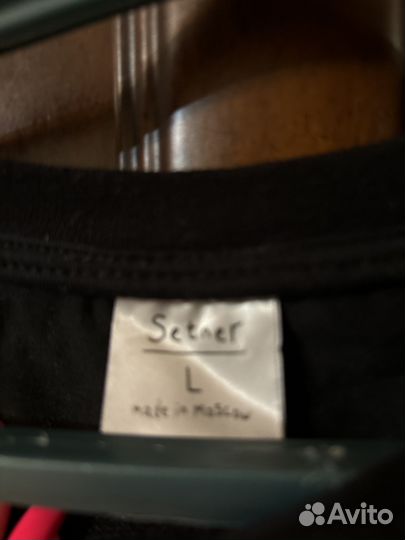 Setner
L
made in Moscow
Avito